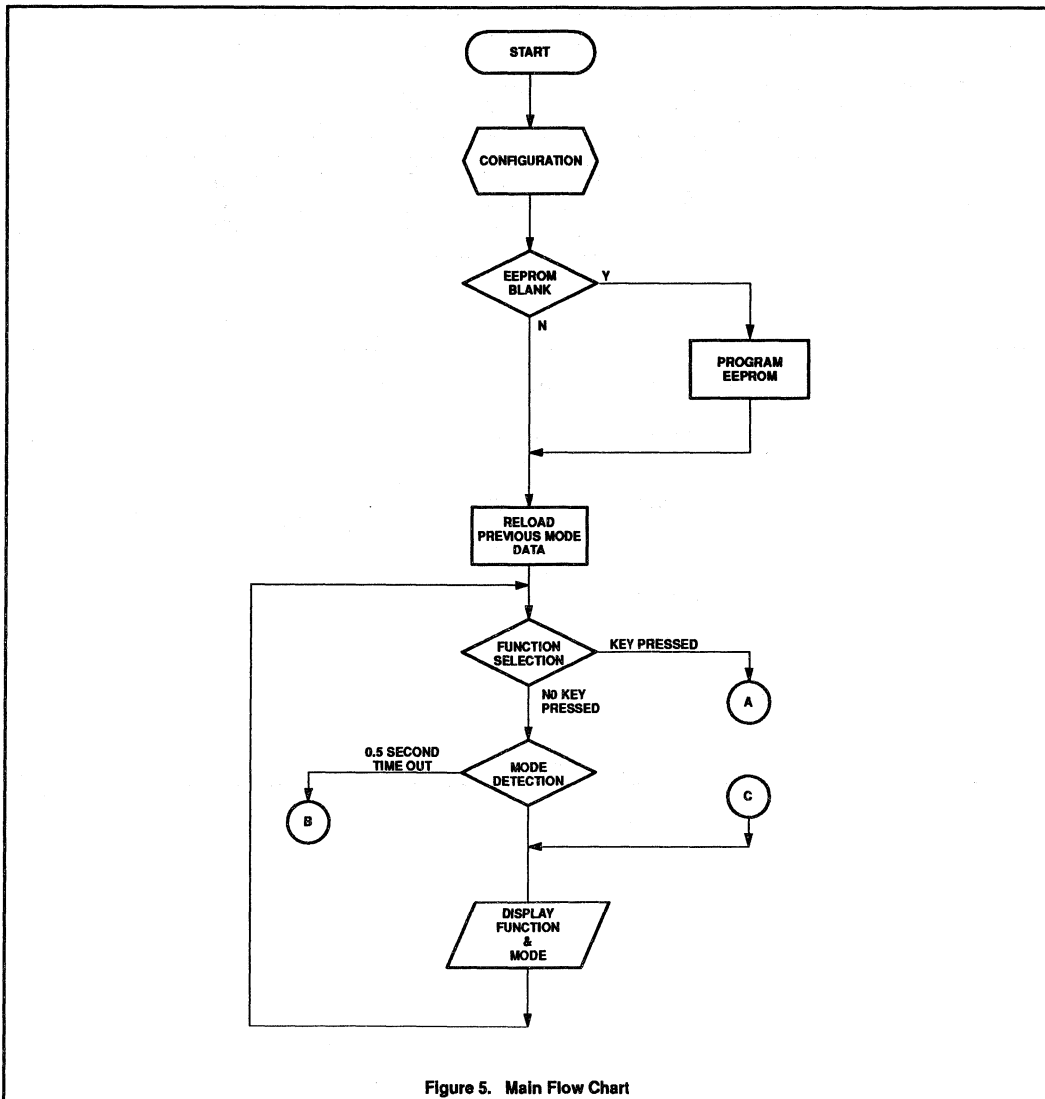 START
CONFIGURATION
EEPROM
BLANK
Y
N
PROGRAM
EEPROM
RELOAD
PREVIOUS MODE
DATA
FUNCTION
SELECTION
KEY PRESSED
A
N0 KEY
PRESSED
0.5 SECOND
TIME OUT
MODE
DETECTION
B
C
DISPLAY
FUNCTION
&
MODE
Figure 5. Main Flow Chart